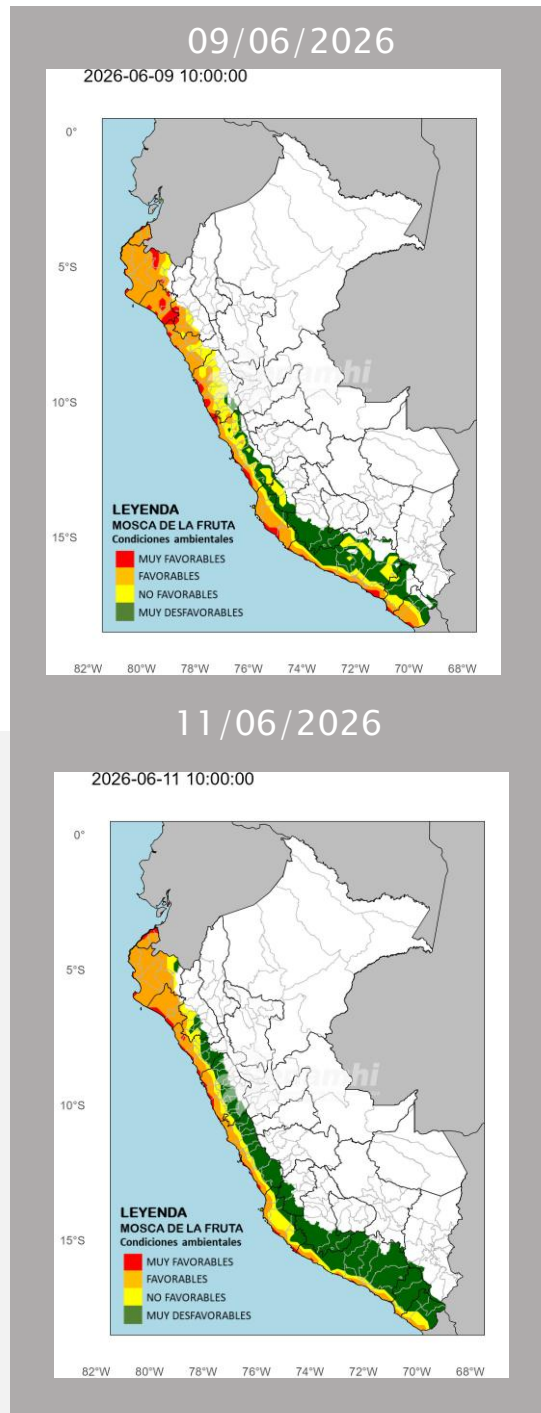 09/06/2026
2026-06-09 10:00:00
0°
5°S
10°S
15°S
LEYENDA
MOSCA DE LA FRUTA
Condiciones ambientales
MUY FAVORABLES
FAVORABLES
NO FAVORABLES
MUY DESFAVORABLES
82°W 80°W 78°W 76°W 74°W 72°W 70°W 68°W
11/06/2026
2026-06-11 10:00:00
0°
5°S
10°S
15°S
LEYENDA
MOSCA DE LA FRUTA
Condiciones ambientales
MUY FAVORABLES
FAVORABLES
NO FAVORABLES
MUY DESFAVORABLES
82°W 80°W 78°W 76°W 74°W 72°W 70°W 68°W